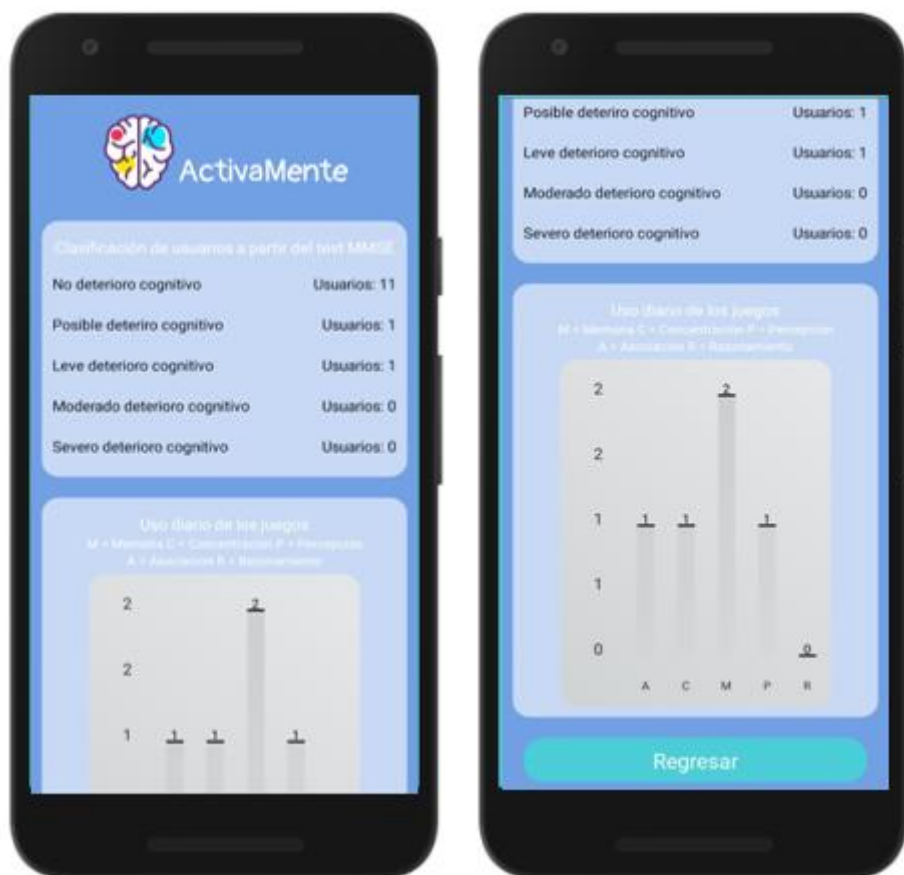 ActivaMente
Clasificación de usuarios a partir del test MMSE
No deterioro cognitivo Usuarios: 11
Posible deteriro cognitivo Usuarios: 1
Leve deterioro cognitivo Usuarios: 1
Moderado deterioro cognitivo Usuarios: 0
Severo deterioro cognitivo Usuarios: 0
Uso diario de los juegos
M = Memoria C = Concentración P = Percepción
A = Asociación R = Razonamiento
2
2
2
1
1 1 1
Posible deteriro cognitivo Usuarios: 1
Leve deterioro cognitivo Usuarios: 1
Moderado deterioro cognitivo Usuarios: 0
Severo deterioro cognitivo Usuarios: 0
Uso diario de los juegos
M = Memoria C = Concentración P = Percepción
A = Asociación R = Razonamiento
2
2
2
1
1 1 1
1
0
0
A C M P R
Regresar